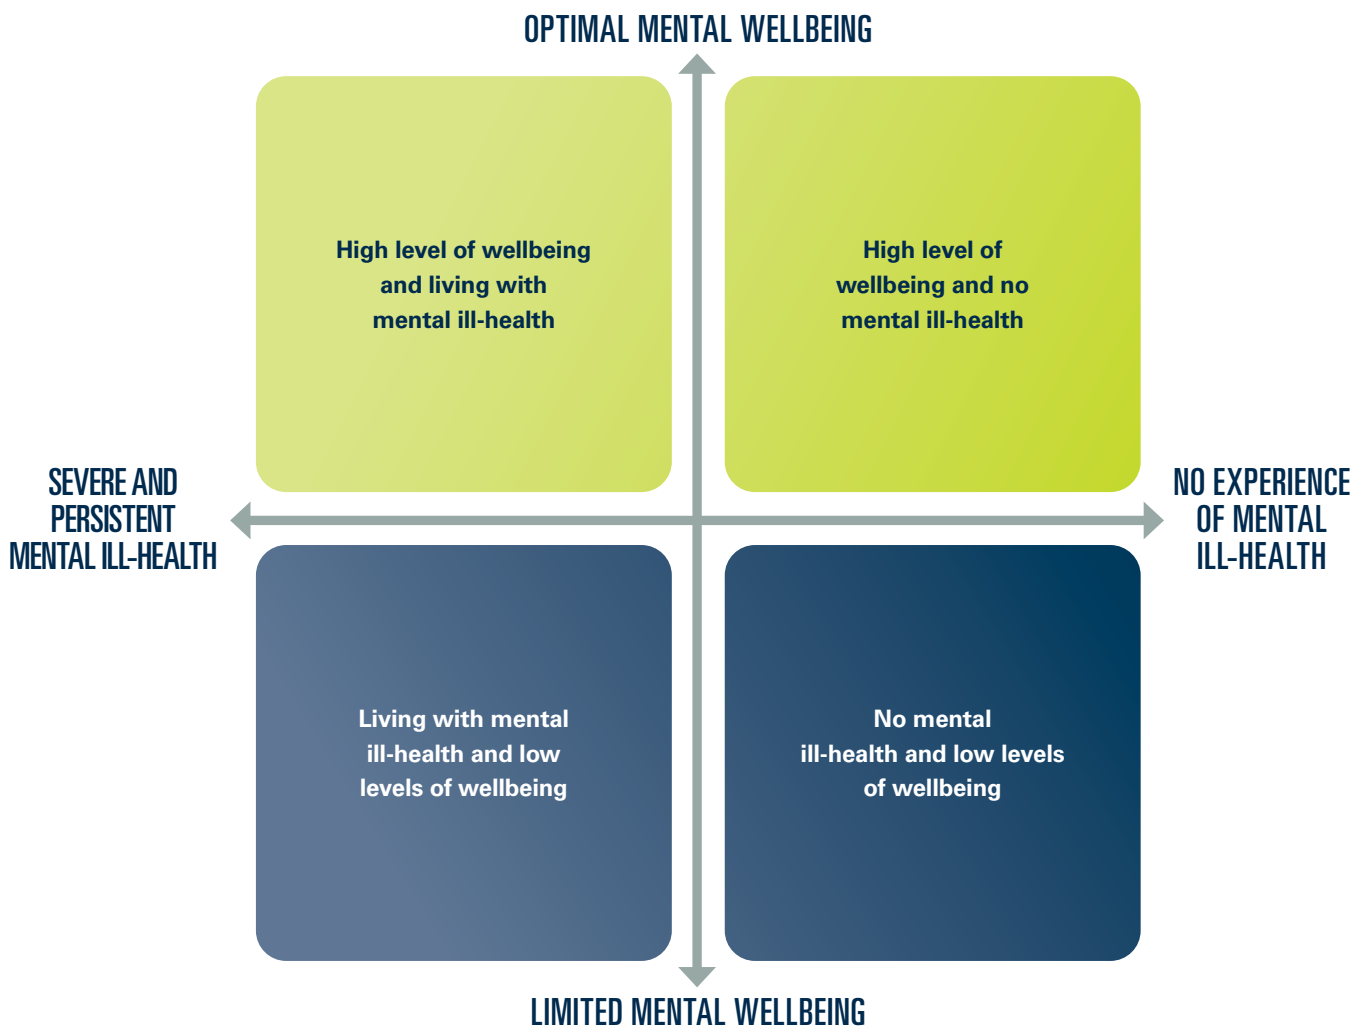 OPTIMAL MENTAL WELLBEING
High level of wellbeing
and living with
mental ill-health
High level of
wellbeing and no
mental ill-health
SEVERE AND
PERSISTENT
MENTAL ILL-HEALTH
NO EXPERIENCE
OF MENTAL
ILL-HEALTH
Living with mental
ill-health and low
levels of wellbeing
No mental
ill-health and low levels
of wellbeing
LIMITED MENTAL WELLBEING